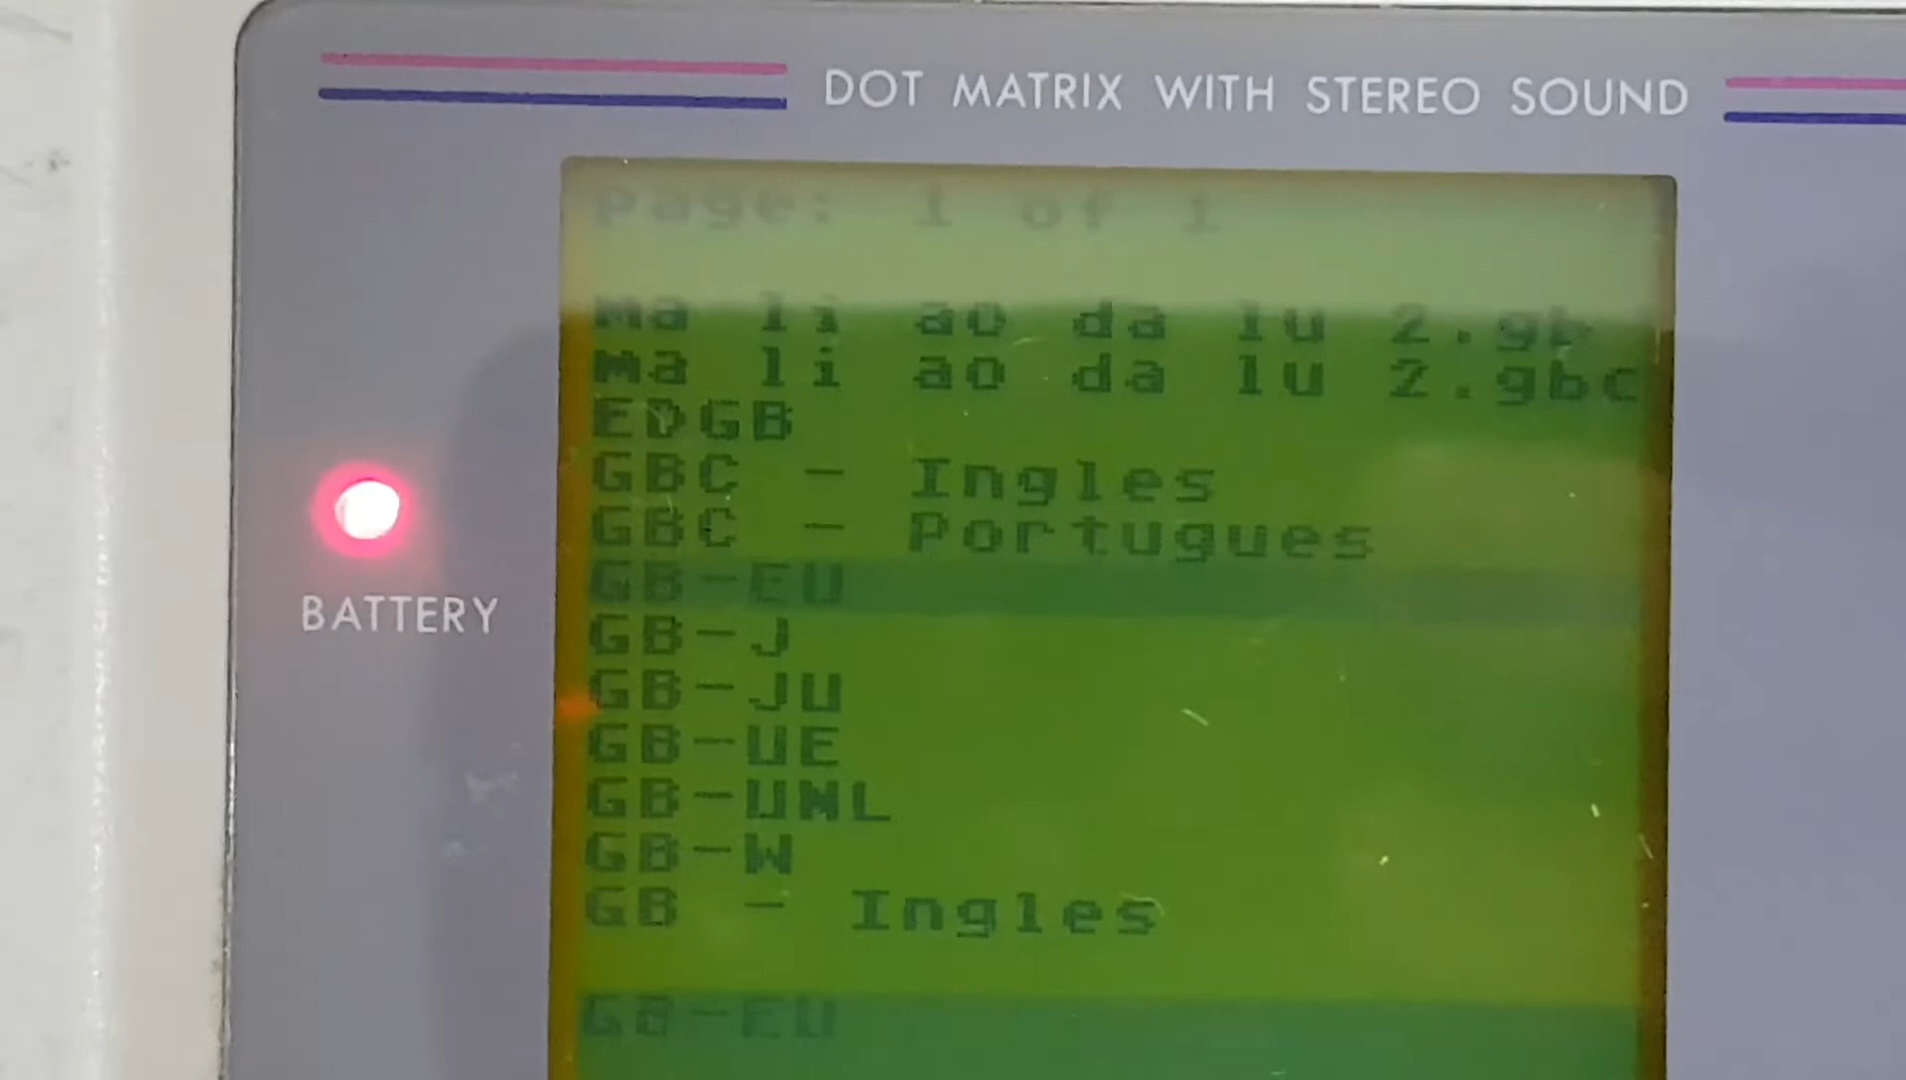 DOT MATRIX WITH STEREO SOUND
Page: 1 of 1
Ma li ao da lu 2.gb
Ma li ao da lu 2.gbc
EDGB
GBC - Ingles
GBC - Portugues
GB-EU
GB-J
GB-JU
GB-UE
GB-UNL
GB-W
GB - Ingles
GB-EU
BATTERY